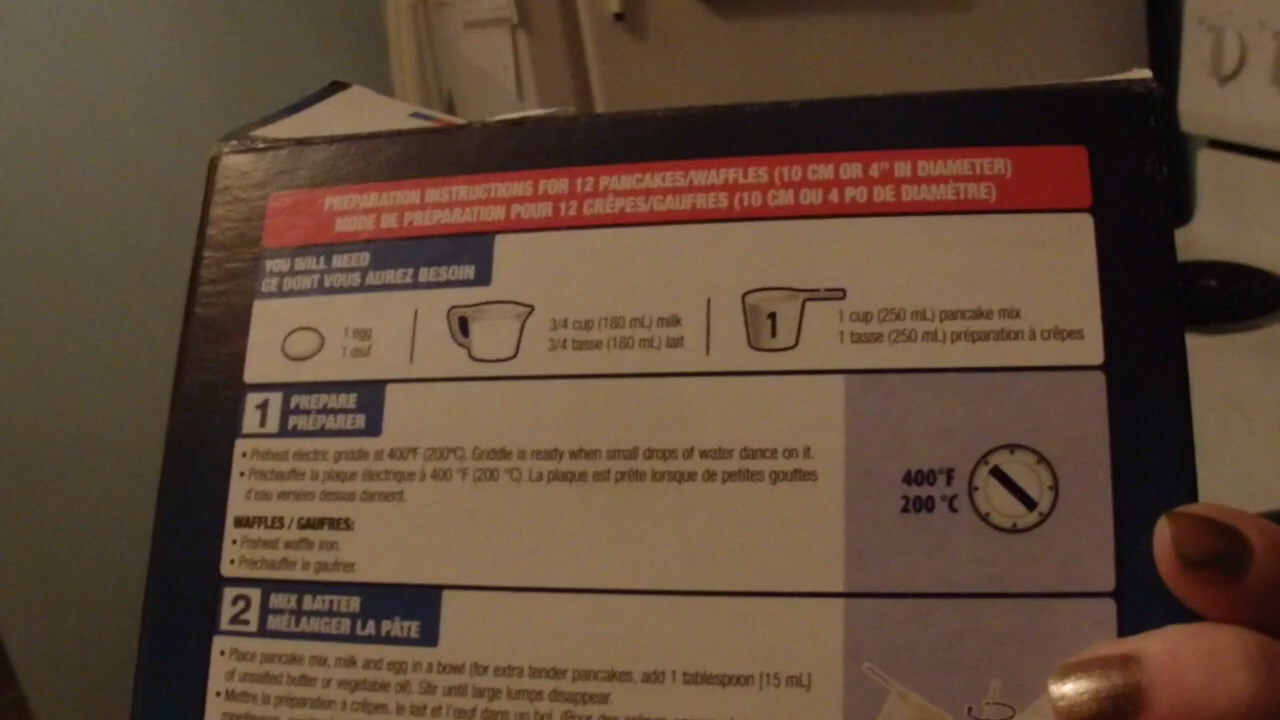 PREPARATION INSTRUCTIONS FOR 12 PANCAKES/WAFFLES (10 CM OR 4" IN DIAMETER)
MODE DE PRÉPARATION POUR 12 CRÊPES/GAUFRES (10 CM OU 4 PO DE DIAMÈTRE)
YOU WILL NEED
CE DONT VOUS AUREZ BESOIN
1 egg
1 œuf
3/4 cup (180 mL) milk
3/4 tasse (180 mL) lait
1
1 cup (250 mL) pancake mix
1 tasse (250 mL) préparation à crêpes
1 PREPARE
PRÉPARER
• Preheat electric griddle at 400°F (200°C). Griddle is ready when small drops of water dance on it.
• Préchauffer la plaque électrique à 400 °F (200 °C). La plaque est prête lorsque de petites gouttes
d'eau versées dessus dansent.
400°F
200°C
WAFFLES / GAUFRES:
• Preheat waffle iron.
• Préchauffer le gaufrier.
2 MIX BATTER
MÉLANGER LA PÂTE
• Place pancake mix, milk and egg in a bowl (for extra tender pancakes, add 1 tablespoon [15 mL]
of unsalted butter or vegetable oil). Stir until large lumps disappear.
• Mettre la préparation à crêpes, le lait et l'œuf dans un bol. (Pour des crêpes